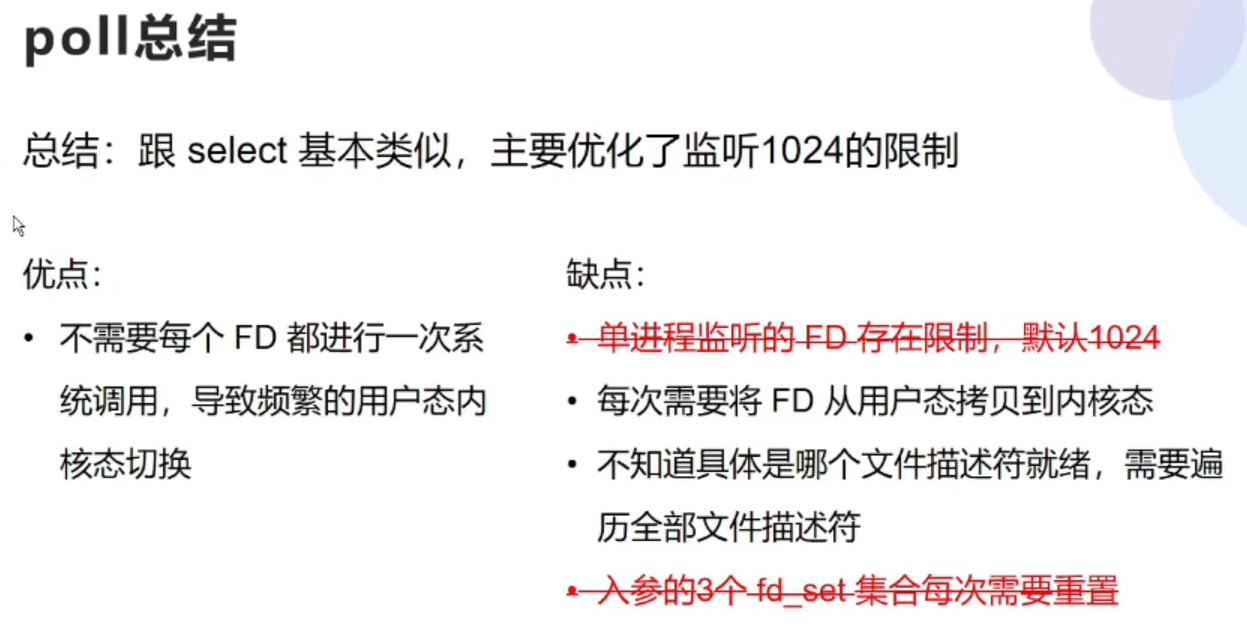 poll总结
总结：跟 select 基本类似，主要优化了监听1024的限制
优点：
• 不需要每个 FD 都进行一次系
统调用，导致频繁的用户态内
核态切换
缺点：
• 单进程监听的 FD 存在限制，默认1024
• 每次需要将 FD 从用户态拷贝到内核态
• 不知道具体是哪个文件描述符就绪，需要遍
历全部文件描述符
• 入参的3个 fd_set 集合每次需要重置